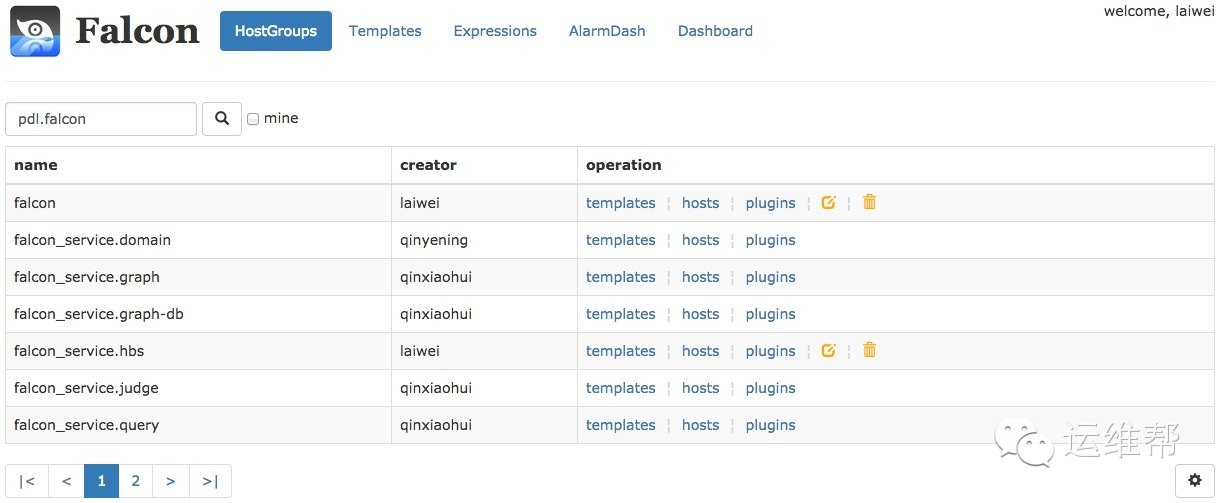 welcome, laiwei
Falcon HostGroups Templates Expressions AlarmDash Dashboard
pdl.falcon mine
name creator operation
falcon laiwei templates ¦ hosts ¦ plugins ¦ ¦
falcon_service.domain qinyening templates ¦ hosts ¦ plugins
falcon_service.graph qinxiaohui templates ¦ hosts ¦ plugins
falcon_service.graph-db qinxiaohui templates ¦ hosts ¦ plugins
falcon_service.hbs laiwei templates ¦ hosts ¦ plugins ¦ ¦
falcon_service.judge qinxiaohui templates ¦ hosts ¦ plugins
falcon_service.query qinxiaohui templates ¦ hosts ¦ plugins
运维帮
|< < 1 2 > >|